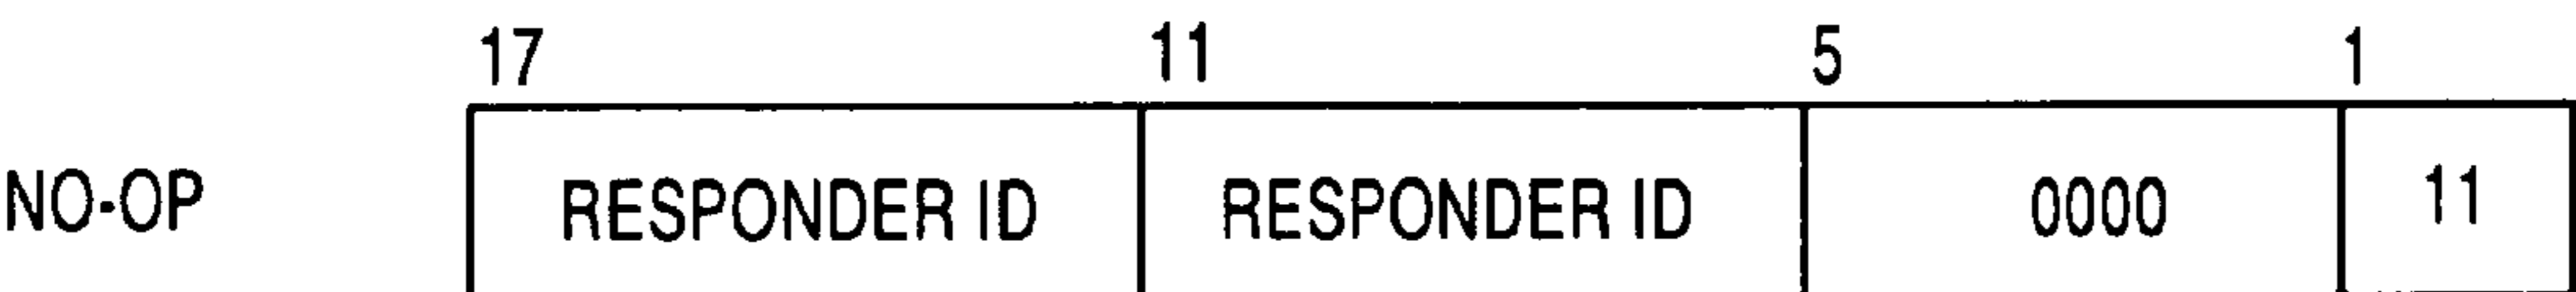 17 11 5 1
NO-OP RESPONDER ID RESPONDER ID 0000 11